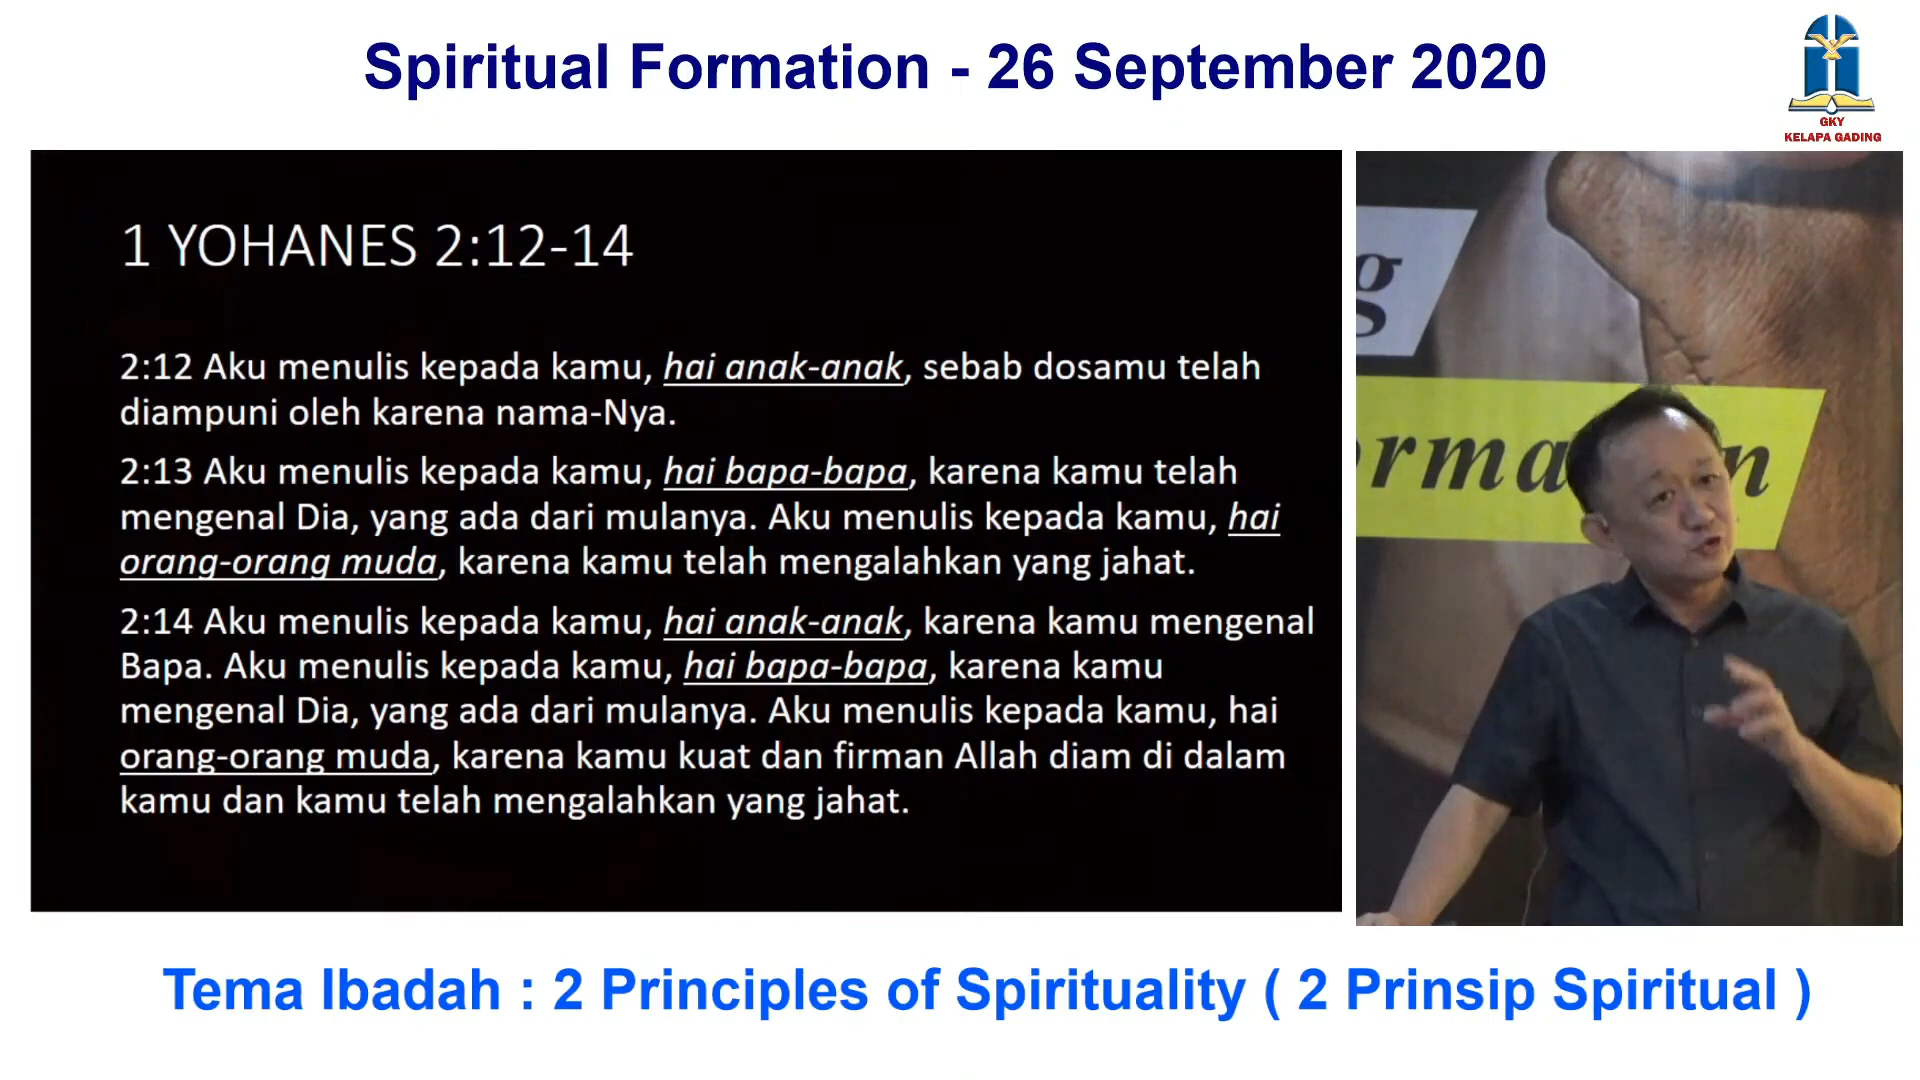 Spiritual Formation - 26 September 2020
GKY
KELAPA GADING
1 YOHANES 2:12-14
2:12 Aku menulis kepada kamu, hai anak-anak, sebab dosamu telah
diampuni oleh karena nama-Nya.
2:13 Aku menulis kepada kamu, hai bapa-bapa, karena kamu telah
mengenal Dia, yang ada dari mulanya. Aku menulis kepada kamu, hai
orang-orang muda, karena kamu telah mengalahkan yang jahat.
2:14 Aku menulis kepada kamu, hai anak-anak, karena kamu mengenal
Bapa. Aku menulis kepada kamu, hai bapa-bapa, karena kamu
mengenal Dia, yang ada dari mulanya. Aku menulis kepada kamu, hai
orang-orang muda, karena kamu kuat dan firman Allah diam di dalam
kamu dan kamu telah mengalahkan yang jahat.
Tema Ibadah : 2 Principles of Spirituality ( 2 Prinsip Spiritual )